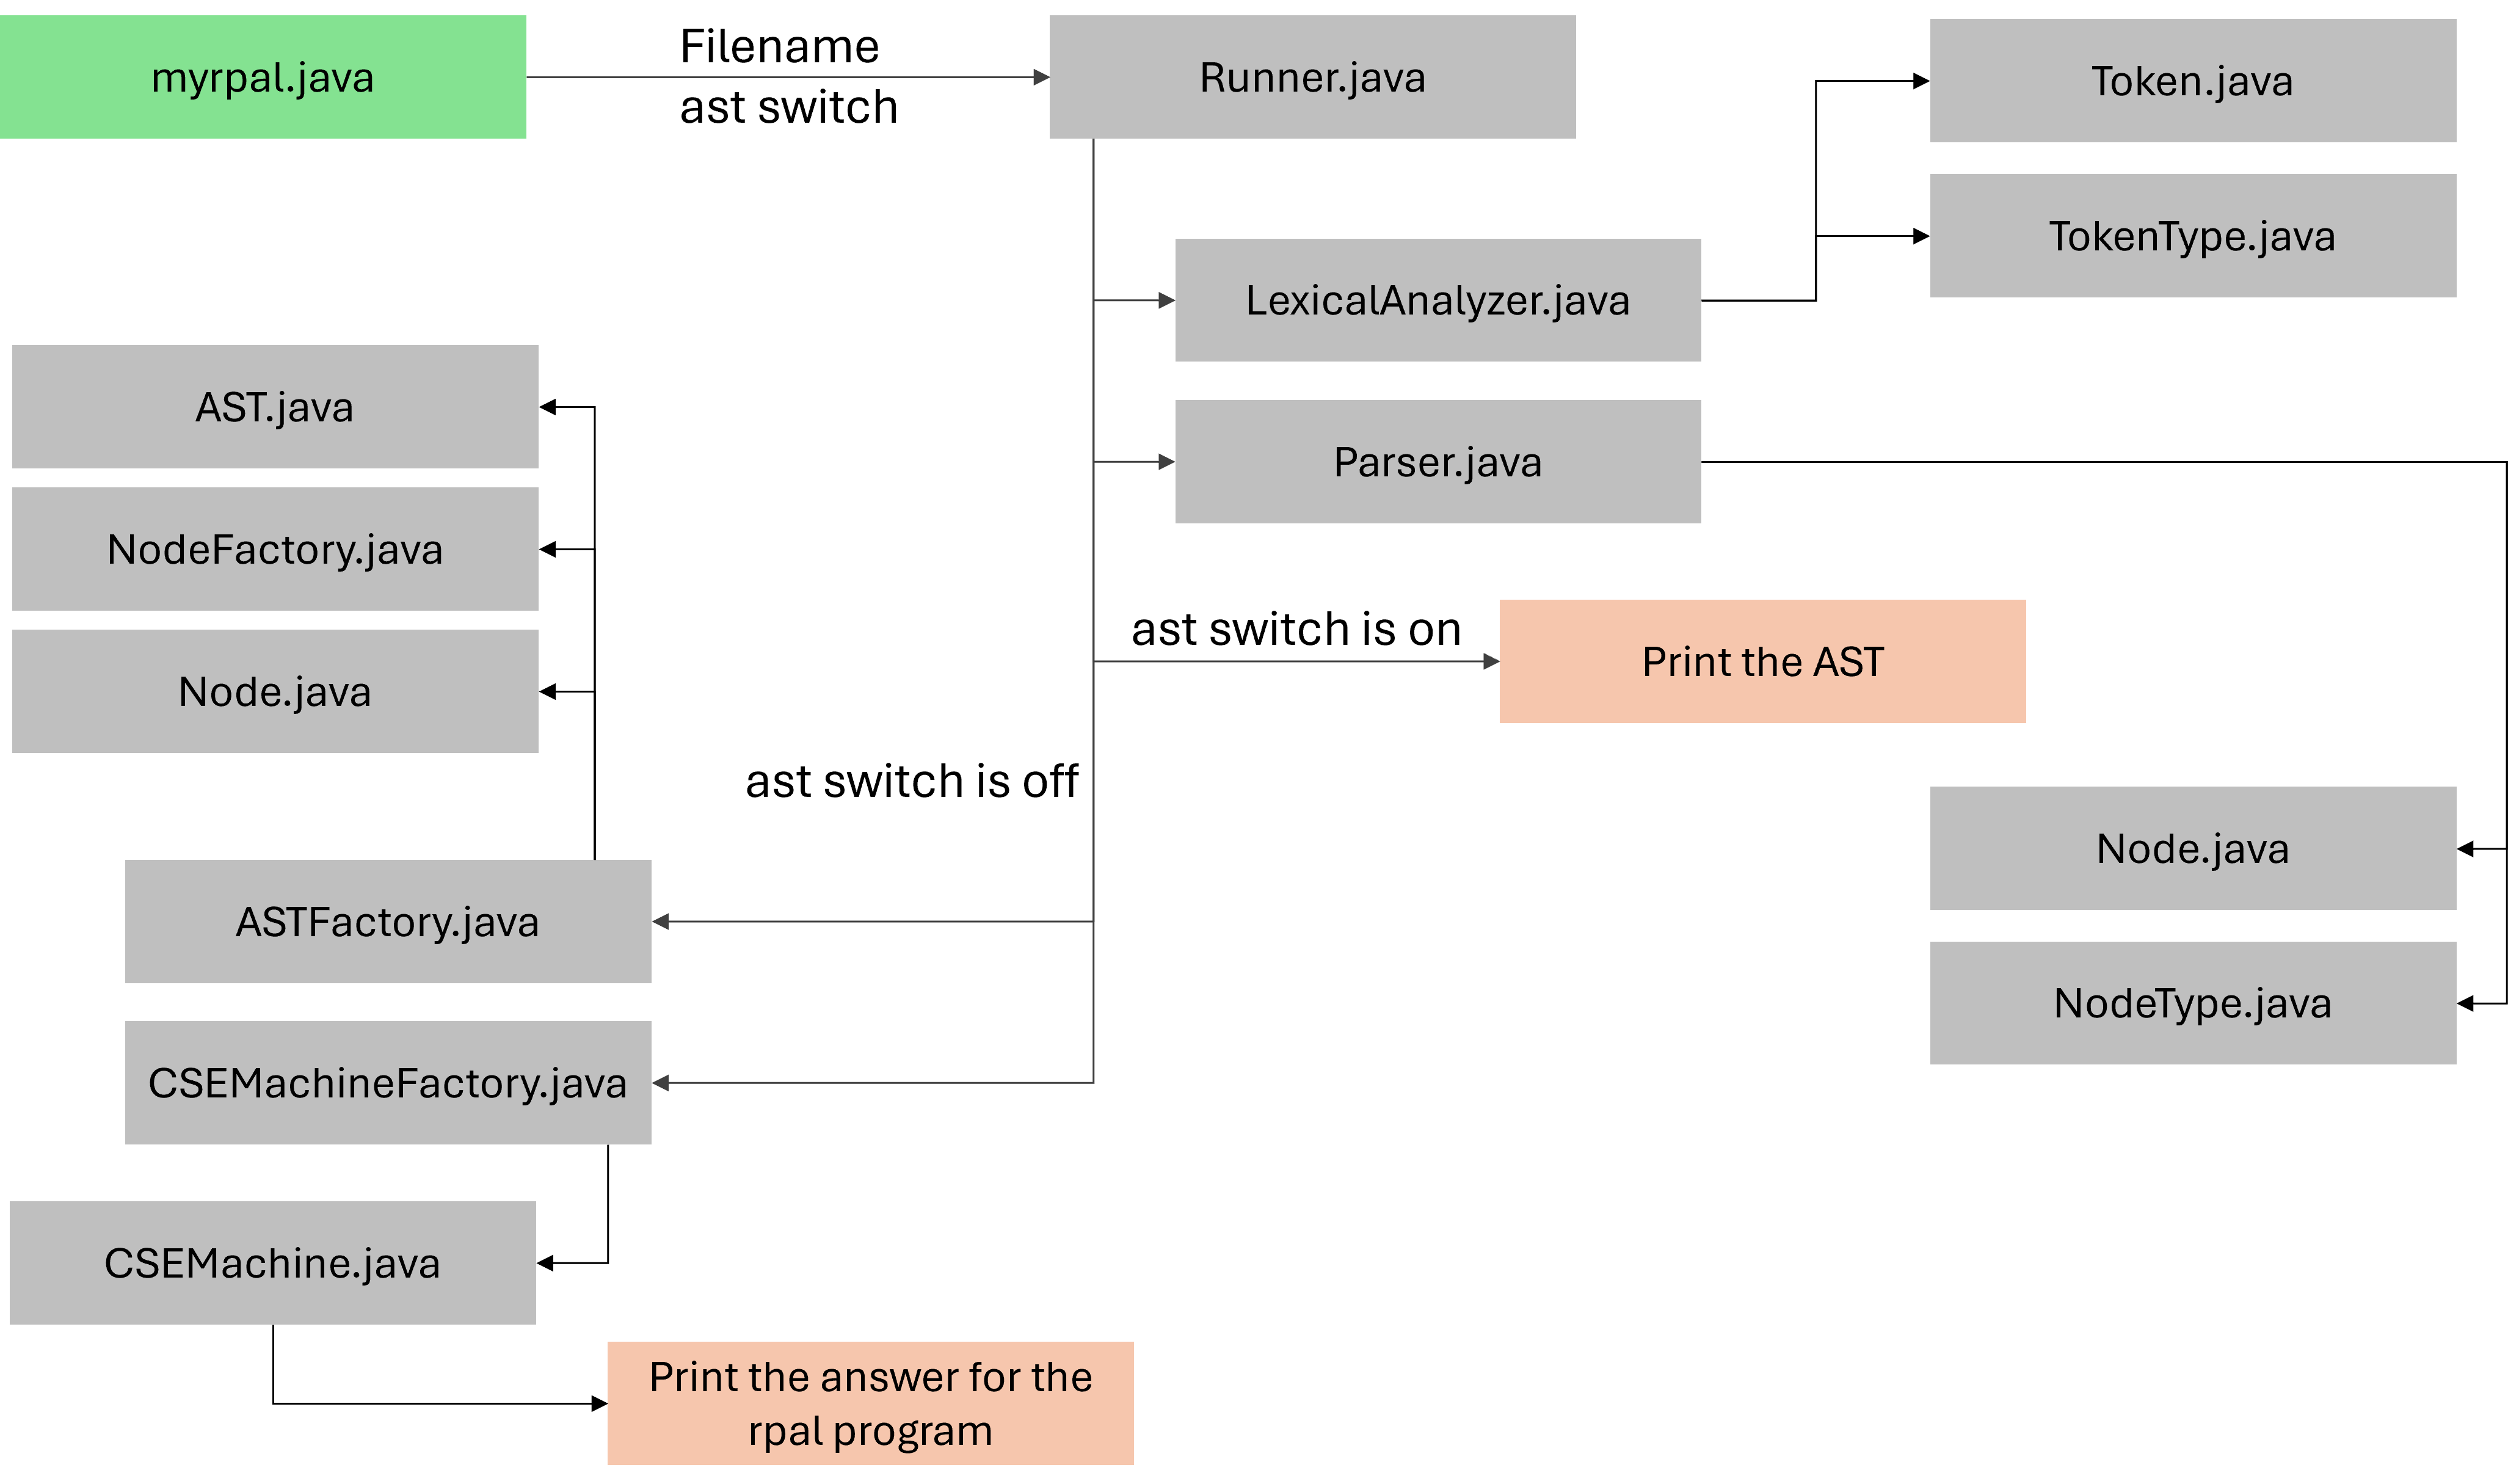 myrpal.java
Filename
ast switch
Runner.java
Token.java
TokenType.java
LexicalAnalyzer.java
AST.java
Parser.java
NodeFactory.java
ast switch is on
Print the AST
Node.java
ast switch is off
Node.java
ASTFactory.java
NodeType.java
CSEMachineFactory.java
CSEMachine.java
Print the answer for the
rpal program